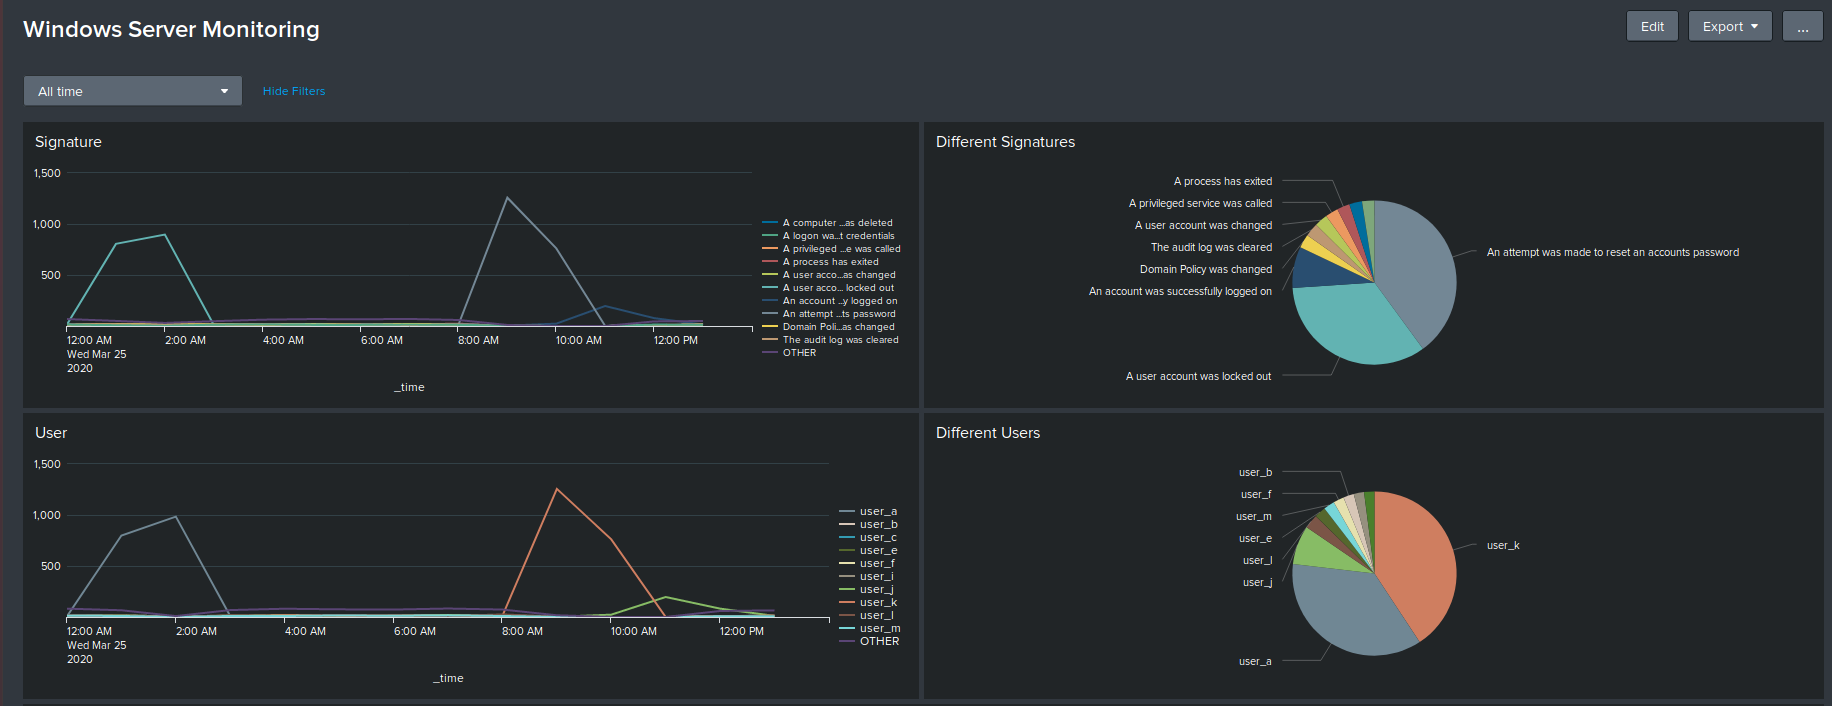 Windows Server Monitoring
Edit
Export
...
All time
Hide Filters
Signature
1,500
1,000
500
12:00 AM
Wed Mar 25
2020
2:00 AM
4:00 AM
6:00 AM
8:00 AM
10:00 AM
12:00 PM
_time
A computer ...as deleted
A logon wa...t credentials
A privileged ...e was called
A process has exited
A user acco...as changed
A user acco... locked out
An account ...y logged on
An attempt ...ts password
Domain Poli...as changed
The audit log was cleared
OTHER
Different Signatures
A process has exited
A privileged service was called
A user account was changed
The audit log was cleared
Domain Policy was changed
An account was successfully logged on
A user account was locked out
An attempt was made to reset an accounts password
User
1,500
1,000
500
12:00 AM
Wed Mar 25
2020
2:00 AM
4:00 AM
6:00 AM
8:00 AM
10:00 AM
12:00 PM
_time
user_a
user_b
user_c
user_e
user_f
user_i
user_j
user_k
user_l
user_m
OTHER
Different Users
user_b
user_f
user_m
user_e
user_l
user_j
user_a
user_k